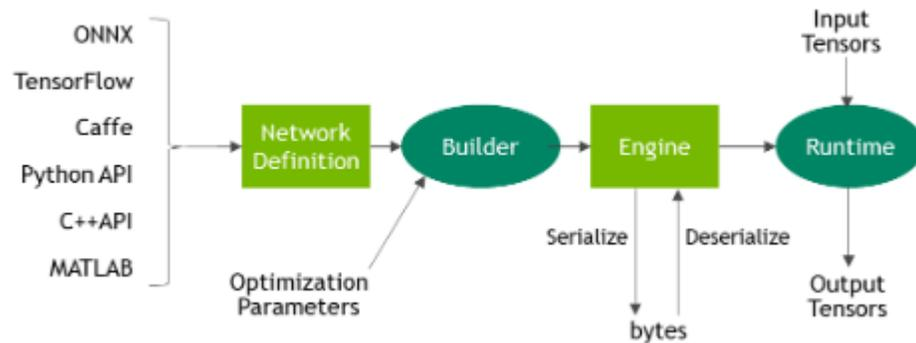 ONNX
TensorFlow
Caffe
Python API
C++API
MATLAB
Network
Definition
Optimization
Parameters
Builder
Engine
Serialize
Deserialize
bytes
Input
Tensors
Runtime
Output
Tensors